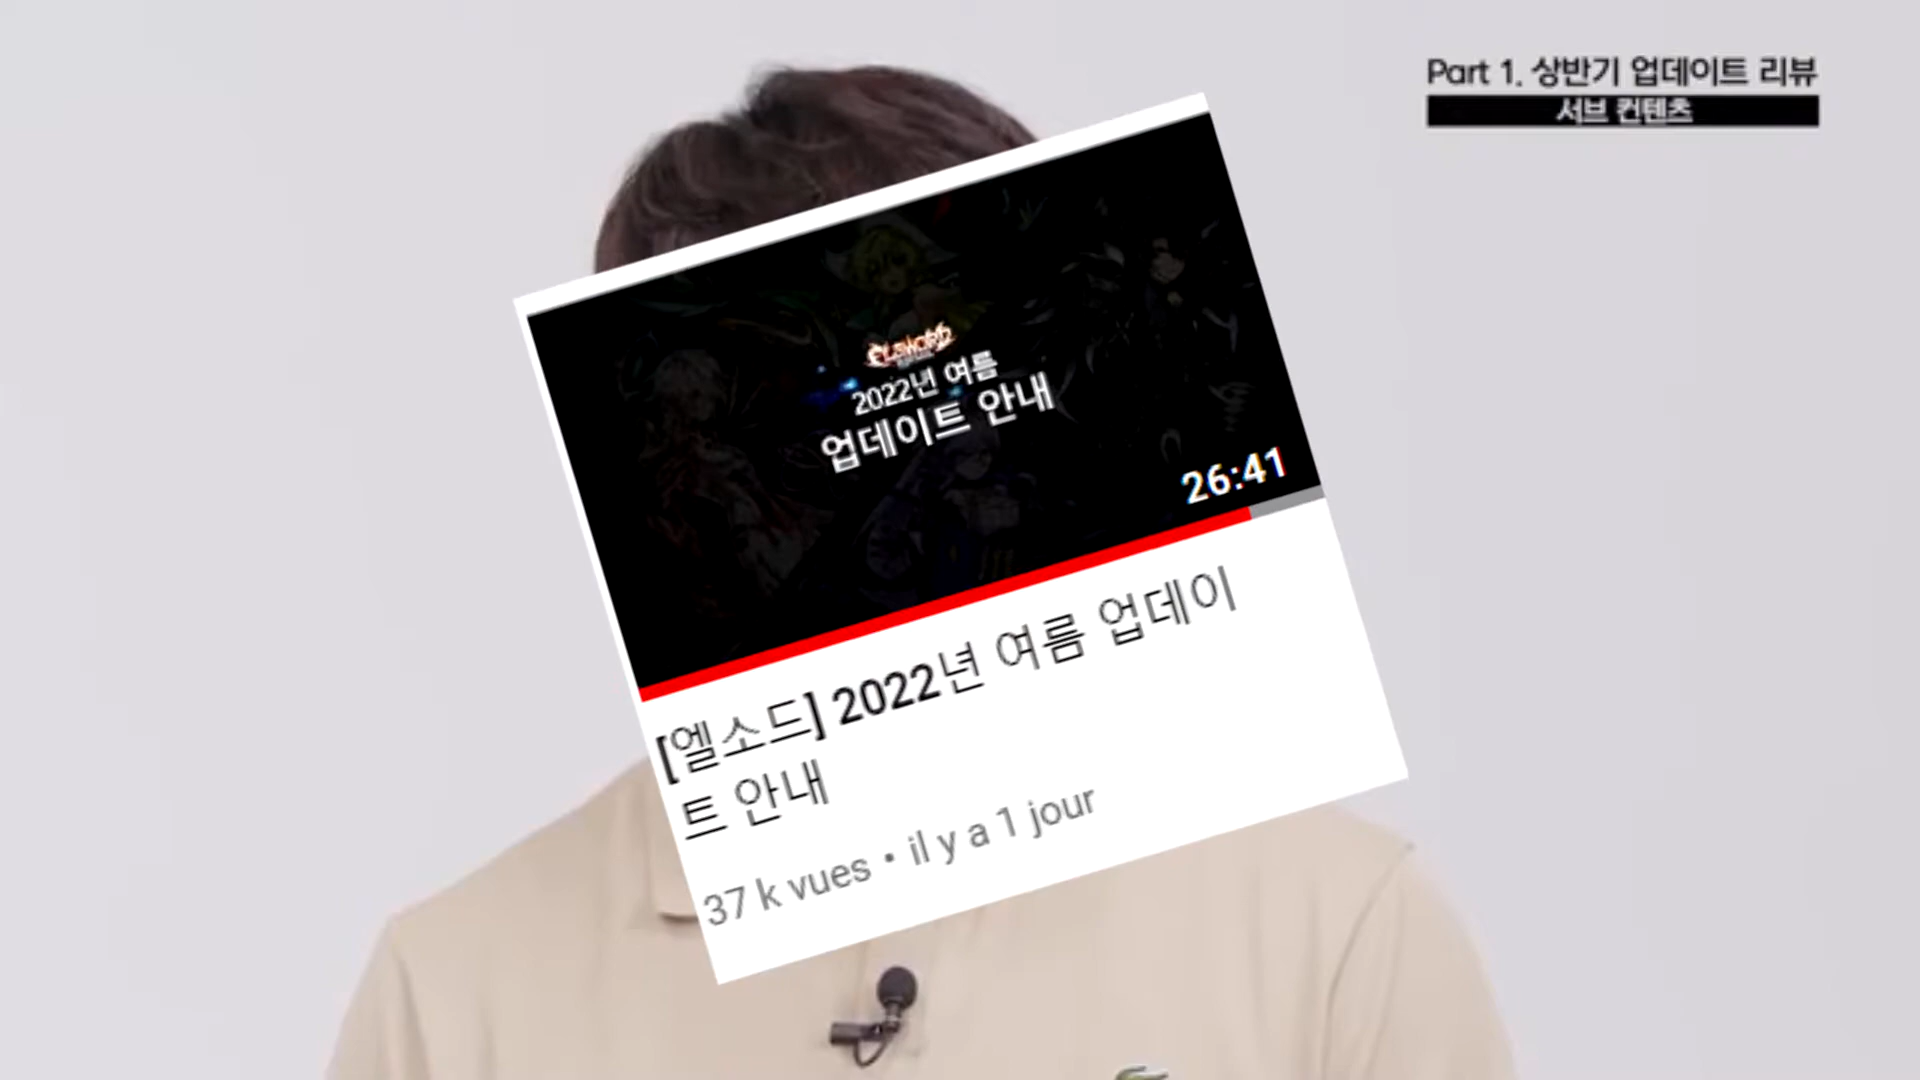 Part 1. 상반기 업데이트 리뷰
서브 컨텐츠
ELSWORD
2022년 여름
업데이트 안내
26:41
[엘소드] 2022년 여름 업데이
트 안내
37 k vues • il y a 1 jour